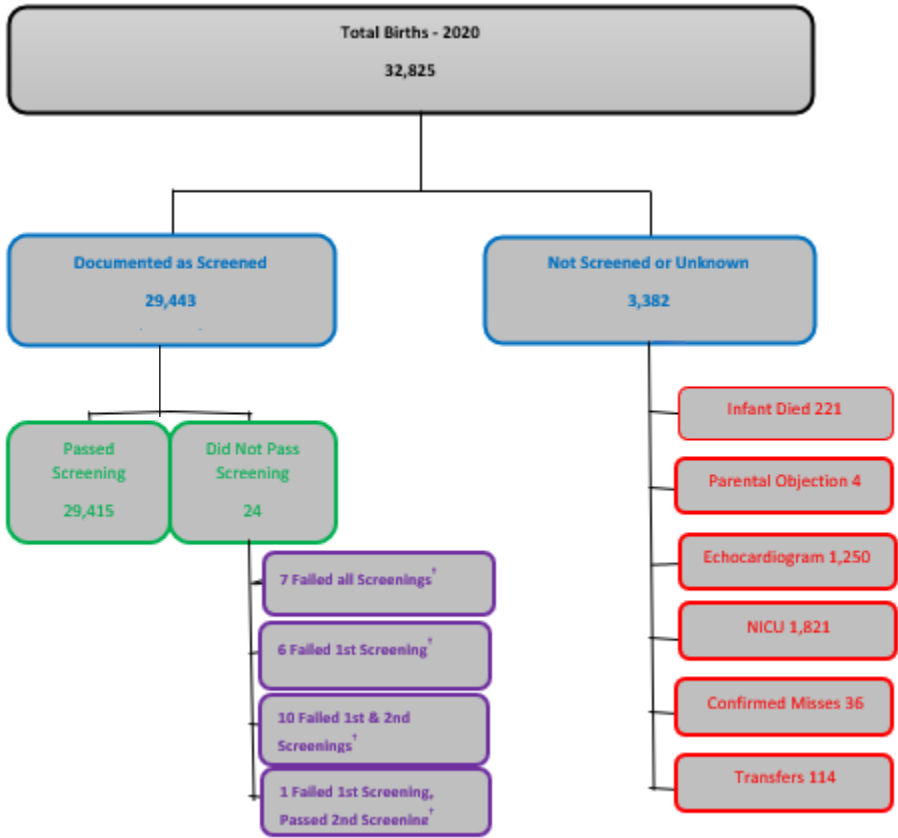 Total Births - 2020
32,825
Documented as Screened
29,443
Not Screened or Unknown
3,382
Passed
Screening
29,415
Did Not Pass
Screening
24
7 Failed all Screenings†
6 Failed 1st Screening†
10 Failed 1st & 2nd
Screenings†
1 Failed 1st Screening,
Passed 2nd Screening†
Infant Died 221
Parental Objection 4
Echocardiogram 1,250
NICU 1,821
Confirmed Misses 36
Transfers 114